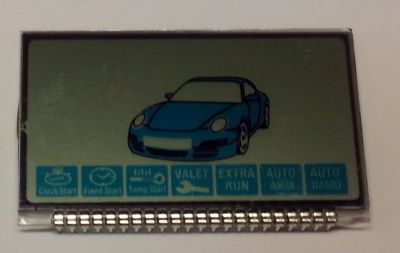 Clock Start
Fixed Start
Temp Start
VALET
EXTRA
RUN
AUTO
ARM
AUTO